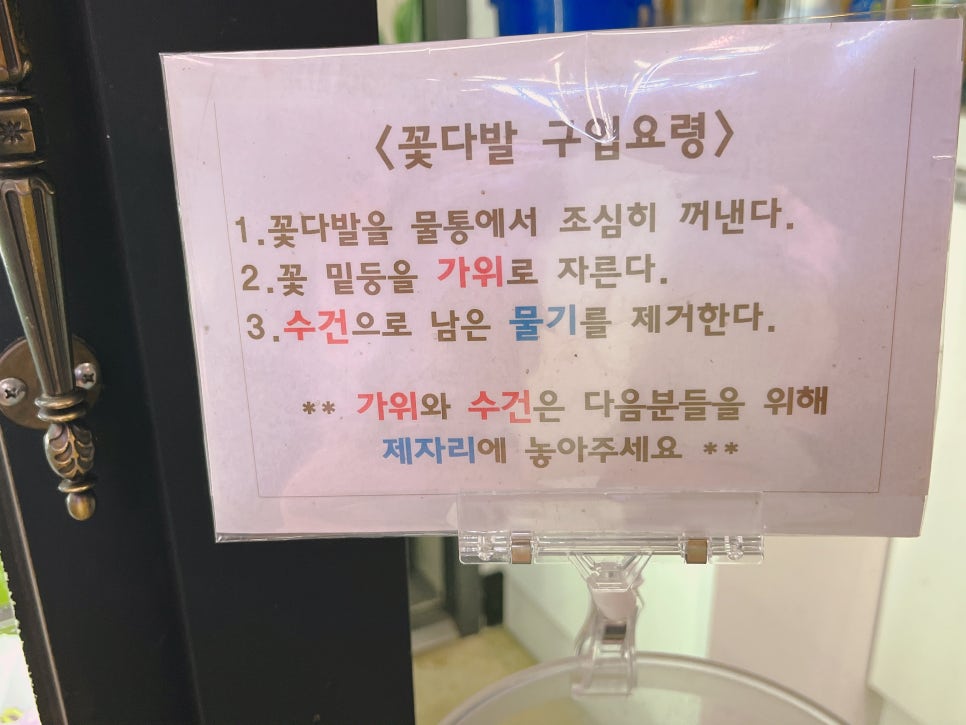 <꽃다발 구입요령>
1.꽃다발을 물통에서 조심히 꺼낸다.
2.꽃 밑둥을 가위로 자른다.
3.수건으로 남은 물기를 제거한다.
** 가위와 수건은 다음분들을 위해
제자리에 놓아주세요 **